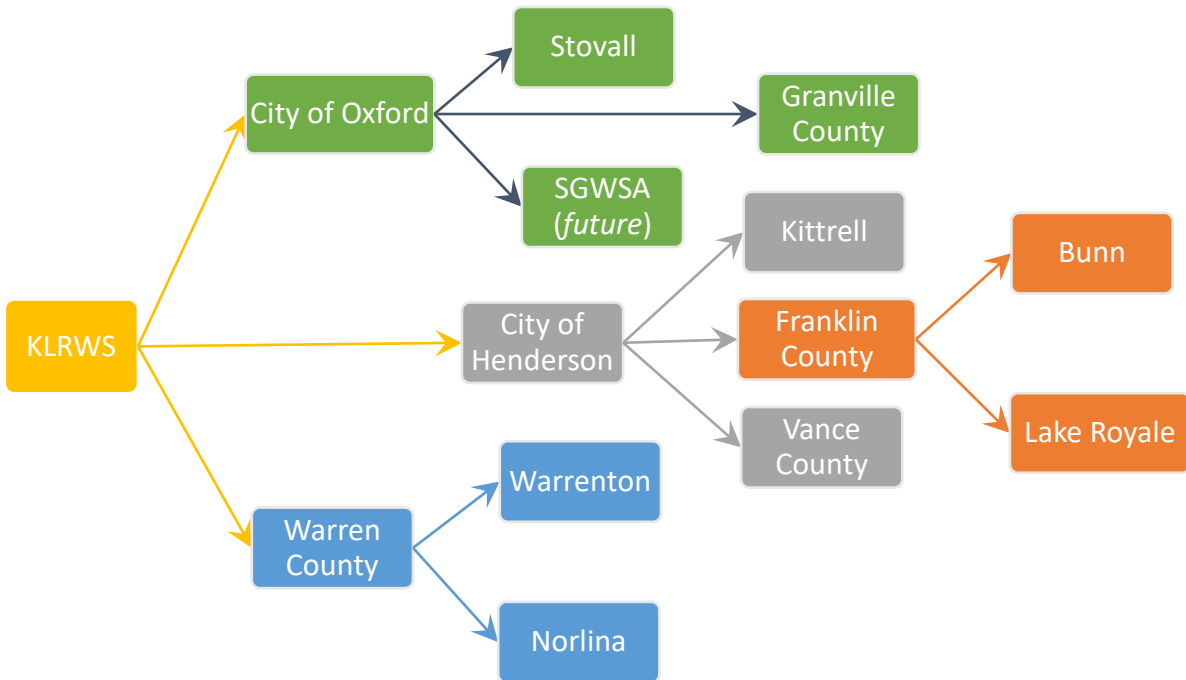 Stovall
City of Oxford
Granville
County
SGWSA
(future)
Kittrell
Bunn
KLRWS
City of
Henderson
Franklin
County
Vance
County
Lake Royale
Warrenton
Warren
County
Norlina